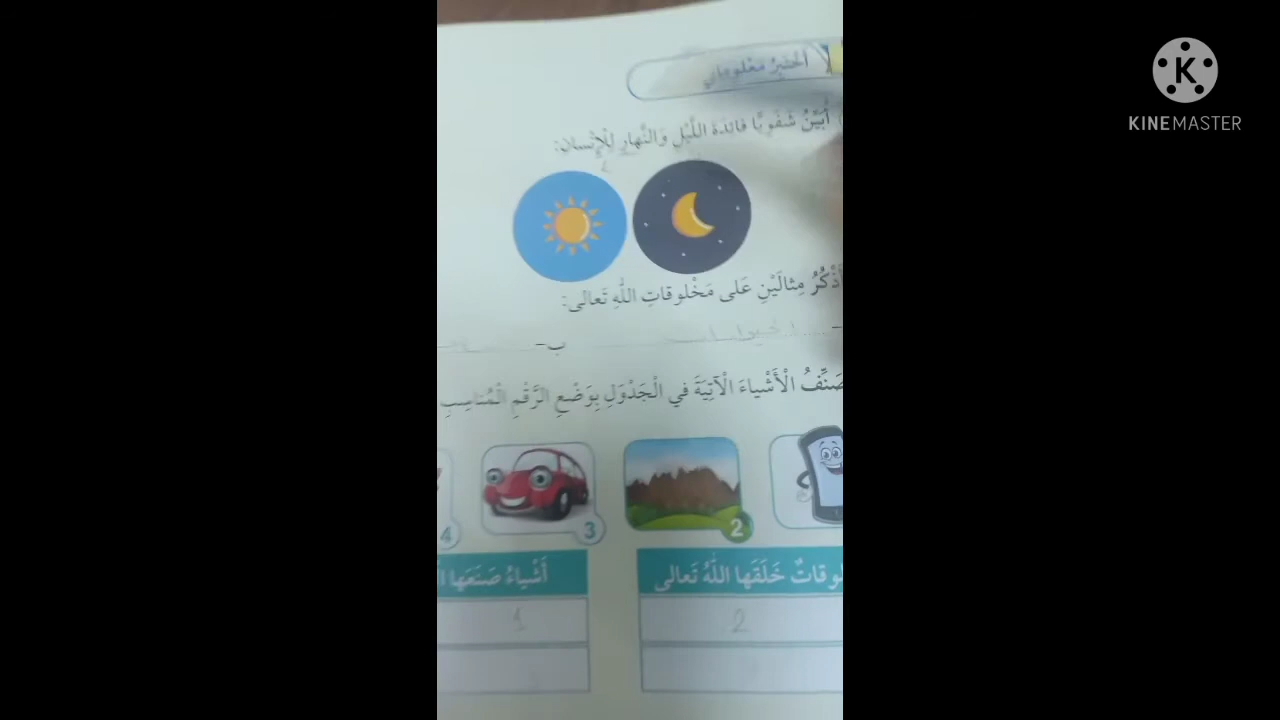 أَخْتَبِرُ مَعْلوماتي
أُبَيِّنُ شَفَوِيًّا فائدَةَ اللَّيْلِ وَالنَّهارِ لِلْإِنْسانِ:
أَذْكُرُ مِثالَيْنِ عَلى مَخْلوقاتِ اللهِ تَعالى:
ب-
صَنِّفُ الْأَشْياءَ الْآتِيَةَ في الْجَدْوَلِ بِوَضْعِ الرَّقْمِ الْمُناسِبِ
2
3
4
لوقاتٌ خَلَقَها اللهُ تَعالى
أَشْياءُ صَنَعَها
2
1
KINEMASTER